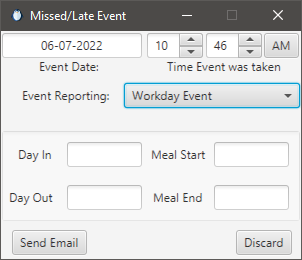 Missed/Late Event
06-07-2022 10 46 AM
Event Date: Time Event was taken
Event Reporting: Workday Event
Day In Meal Start
Day Out Meal End
Send Email Discard